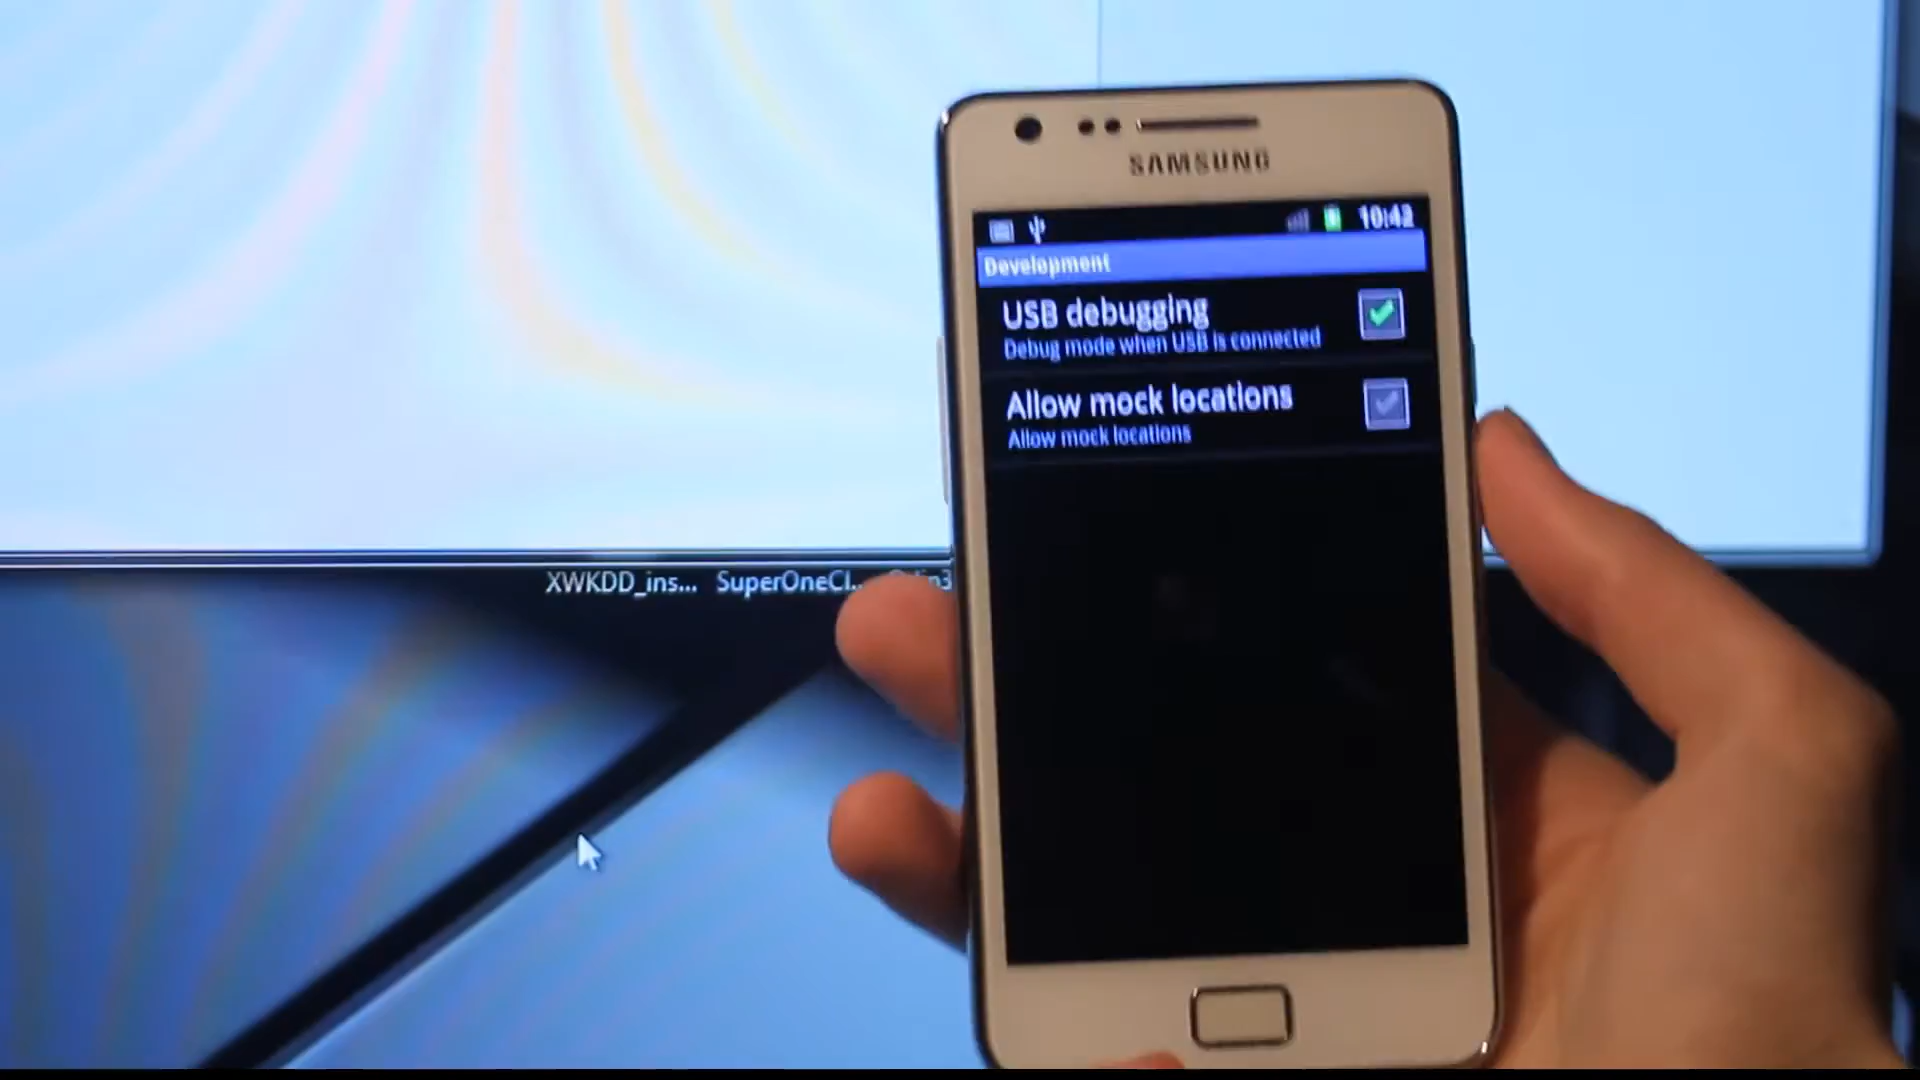 SAMSUNG
10:42
Development
USB debugging
Debug mode when USB is connected
Allow mock locations
Allow mock locations
XWKDD_ins... SuperOneCl...